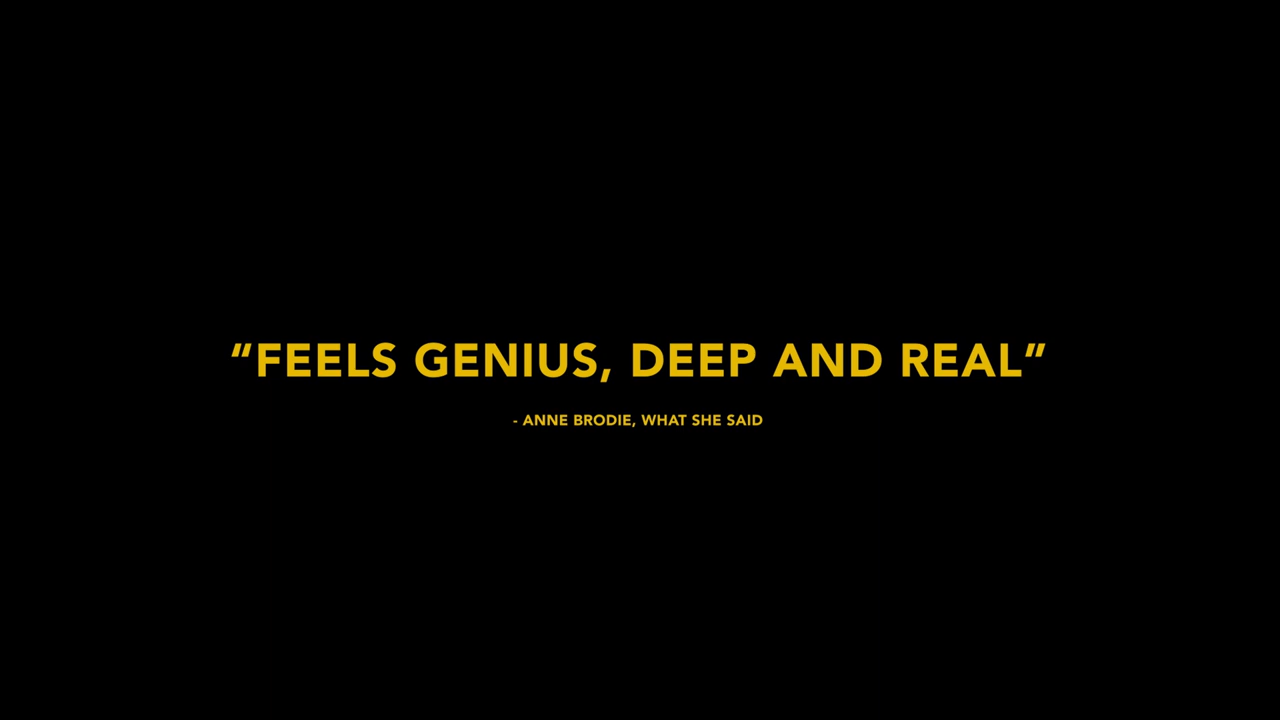 “FEELS GENIUS, DEEP AND REAL”
- ANNE BRODIE, WHAT SHE SAID